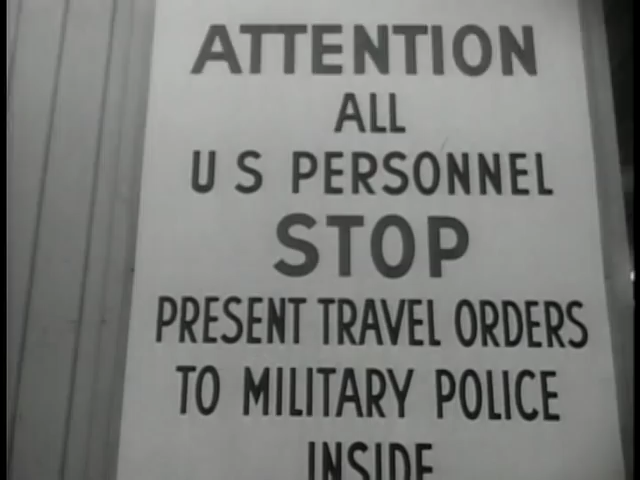 ATTENTION
ALL
U S PERSONNEL
STOP
PRESENT TRAVEL ORDERS
TO MILITARY POLICE
INSIDE